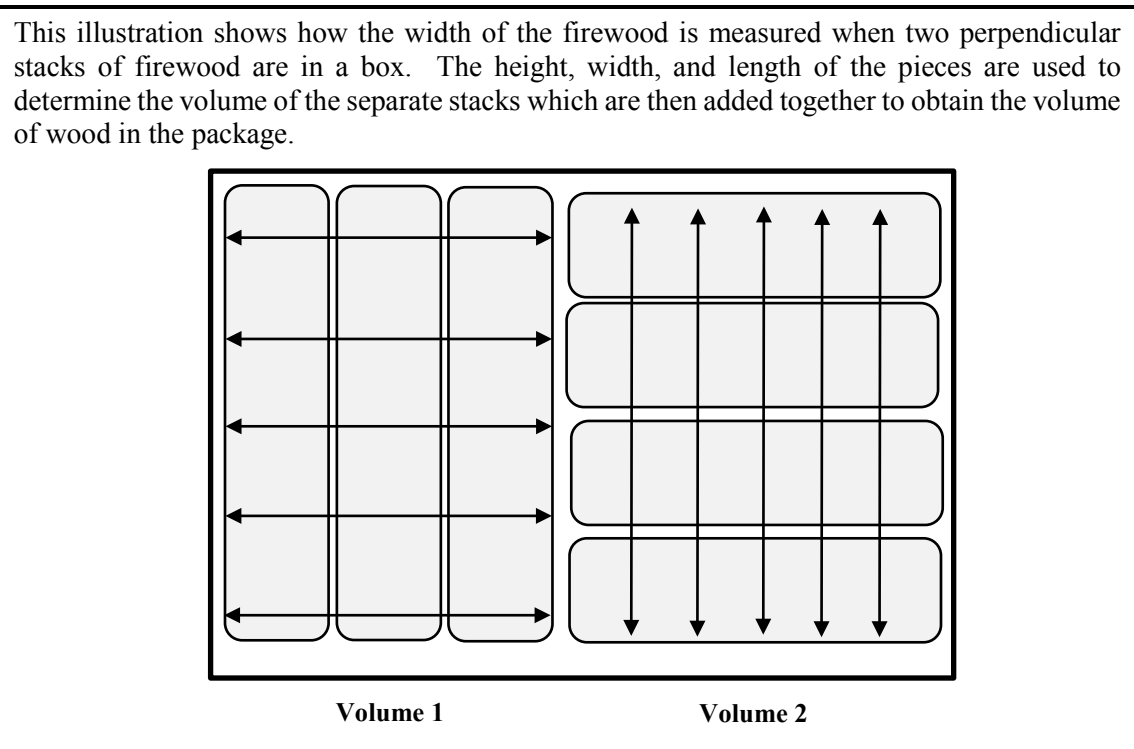 This illustration shows how the width of the firewood is measured when two perpendicular
stacks of firewood are in a box. The height, width, and length of the pieces are used to
determine the volume of the separate stacks which are then added together to obtain the volume
of wood in the package.
Volume 1
Volume 2